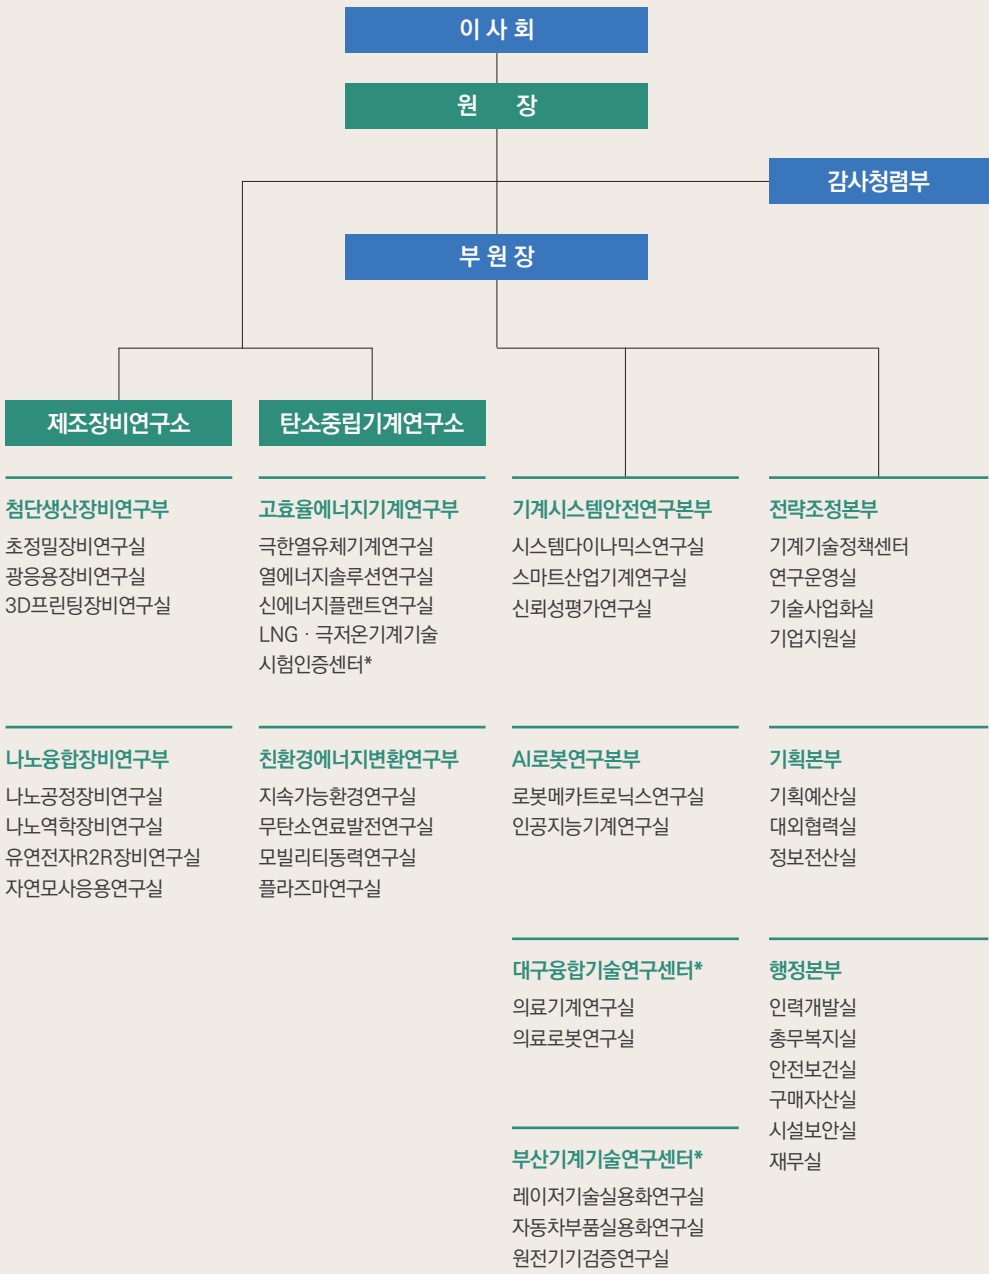 이사회
원 장
감사청렴부
부원장
제조장비연구소
탄소중립기계연구소
첨단생산장비연구부
초정밀장비연구실
광응용장비연구실
3D프린팅장비연구실
나노융합장비연구부
나노공정장비연구실
나노역학장비연구실
유연전자R2R장비연구실
자연모사응용연구실
고효율에너지기계연구부
극한열유체기계연구실
열에너지솔루션연구실
신에너지플랜트연구실
LNG · 극저온기계기술
시험인증센터*
친환경에너지변환연구부
지속가능환경연구실
무탄소연료발전연구실
모빌리티동력연구실
플라즈마연구실
기계시스템안전연구본부
시스템다이나믹스연구실
스마트산업기계연구실
신뢰성평가연구실
AI로봇연구본부
로봇메카트로닉스연구실
인공지능기계연구실
대구융합기술연구센터*
의료기계연구실
의료로봇연구실
부산기계기술연구센터*
레이저기술실용화연구실
자동차부품실용화연구실
원전기기검증연구실
전략조정본부
기계기술정책센터
연구운영실
기술사업화실
기업지원실
기획본부
기획예산실
대외협력실
정보전산실
행정본부
인력개발실
총무복지실
안전보건실
구매자산실
시설보안실
재무실